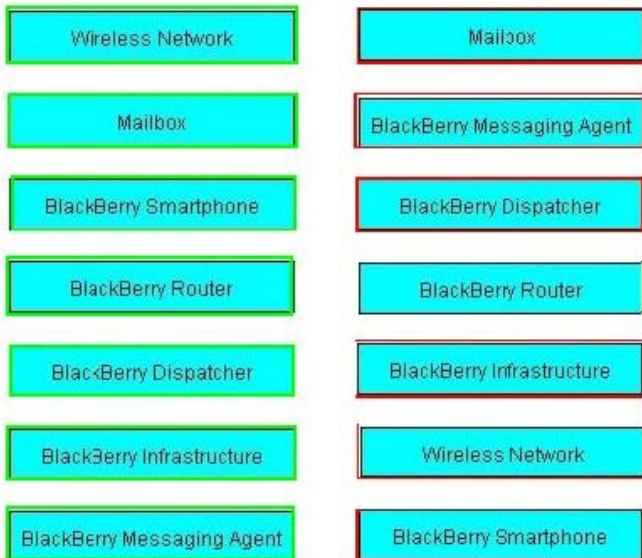 Wireless Network
Mailbox
BlackBerry Smartphone
BlackBerry Router
BlackBerry Dispatcher
BlackBerry Infrastructure
BlackBerry Messaging Agent
Mailbox
BlackBerry Messaging Agent
BlackBerry Dispatcher
BlackBerry Router
BlackBerry Infrastructure
Wireless Network
BlackBerry Smartphone